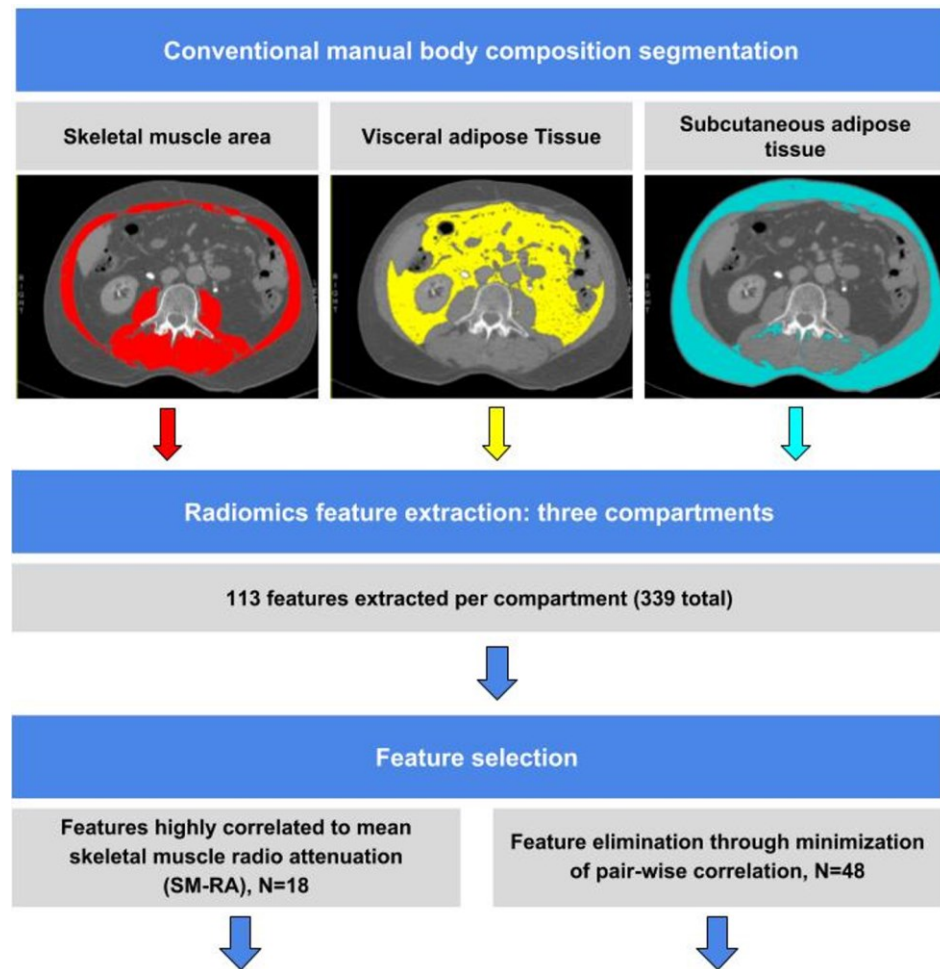 Conventional manual body composition segmentation
Skeletal muscle area
Visceral adipose Tissue
Subcutaneous adipose
tissue
Radiomics feature extraction: three compartments
113 features extracted per compartment (339 total)
Feature selection
Features highly correlated to mean
skeletal muscle radio attenuation
(SM-RA), N=18
Feature elimination through minimization
of pair-wise correlation, N=48